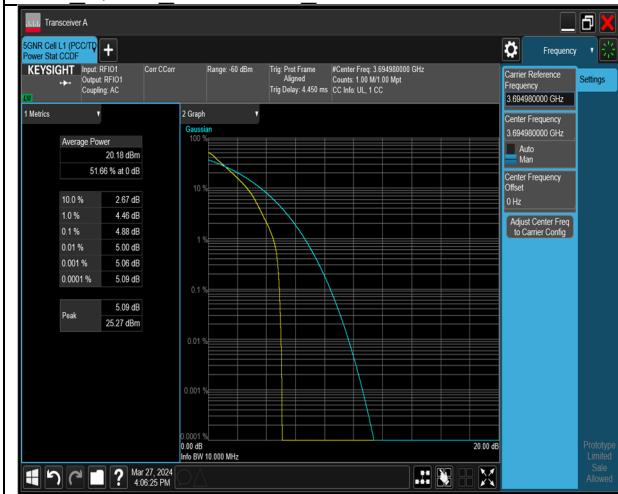 Transceiver A
5GNR Cell L1 (PCC/TD
Power Stat CCDF
Frequency
KEYSIGHT
Input: RFIO1
Output: RFIO1
Coupling: AC
Corr CCorr
Range: -60 dBm
Trig: Prot Frame
Aligned
Trig Delay: 4.450 ms
#Center Freq: 3.694980000 GHz
Counts: 1.00 M/1.00 Mpt
CC Info: UL, 1 CC
1 Metrics
Average Power
20.18 dBm
51.66 % at 0 dB
10.0 % 2.67 dB
1.0 % 4.46 dB
0.1 % 4.88 dB
0.01 % 5.00 dB
0.001 % 5.06 dB
0.0001 % 5.09 dB
Peak 5.09 dB
25.27 dBm
2 Graph
Gaussian
100 %
10 %
1 %
0.1 %
0.01 %
0.001 %
0.0001 %
0.00 dB
20.00 dB
Info BW 10.000 MHz
Carrier Reference
Frequency
3.694980000 GHz
Center Frequency
3.694980000 GHz
Auto
Man
Center Frequency
Offset
0 Hz
Adjust Center Freq
to Carrier Config
Settings
Prototype
Limited
Sale
Allowed
Mar 27, 2024
4:06:25 PM